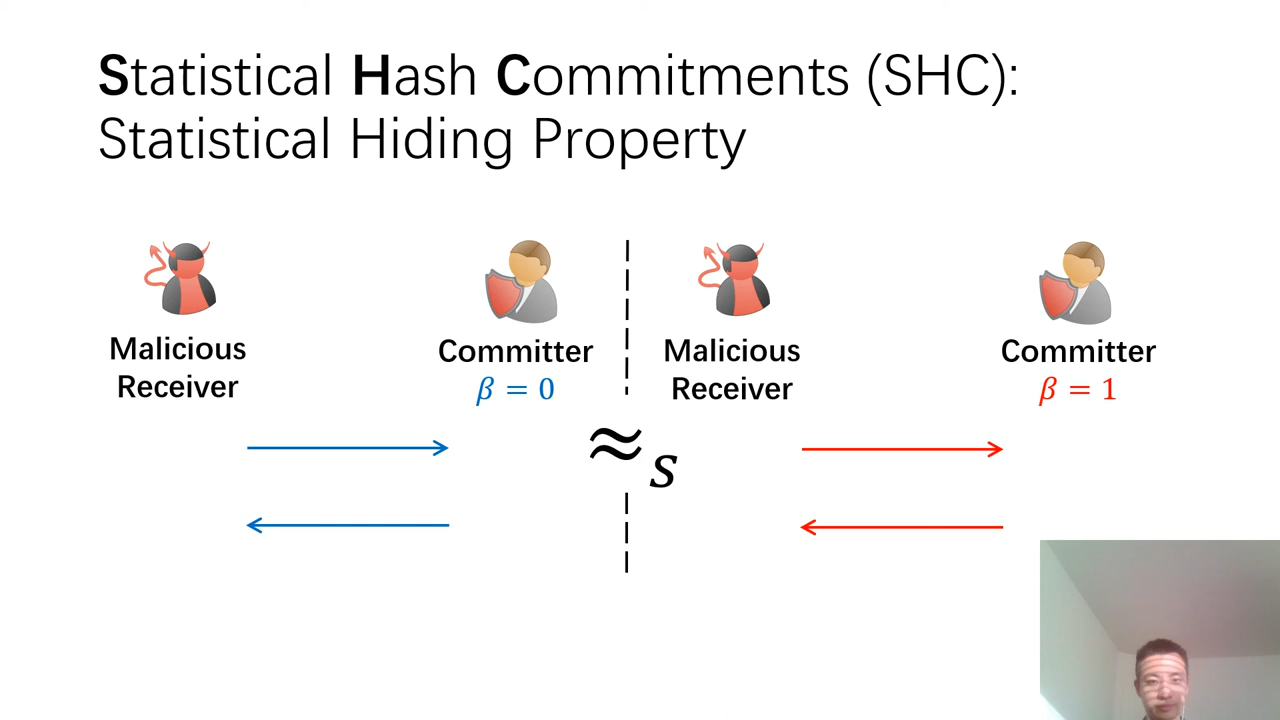 Statistical Hash Commitments (SHC):
Statistical Hiding Property
Malicious
Receiver
Committer
β = 0
Malicious
Receiver
Committer
β = 1
≈s